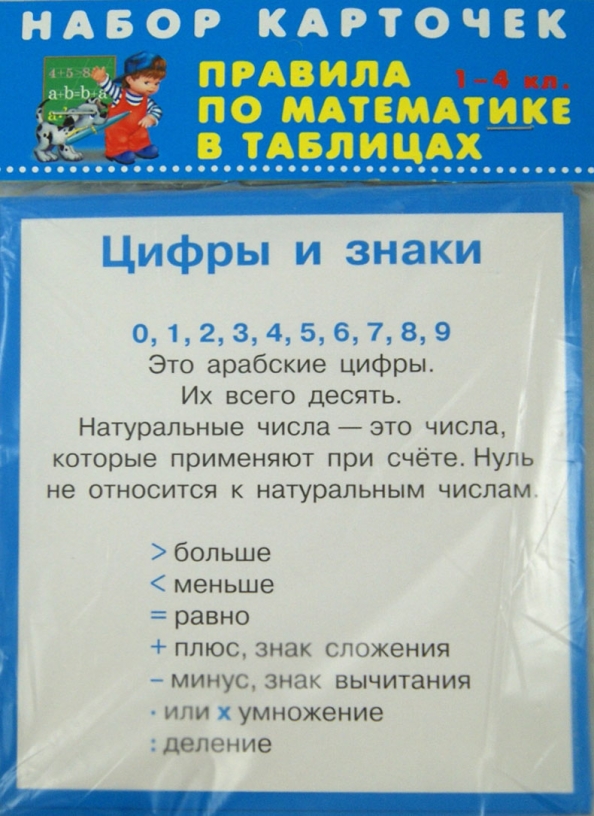 НАБОР КАРТОЧЕК
4+5
a+b=b+a
ПРАВИЛА 1–4 кл.
ПО МАТЕМАТИКЕ
В ТАБЛИЦАХ
Цифры и знаки
0, 1, 2, 3, 4, 5, 6, 7, 8, 9
Это арабские цифры.
Их всего десять.
Натуральные числа — это числа,
которые применяют при счёте. Нуль
не относится к натуральным числам.
> больше
< меньше
= равно
+ плюс, знак сложения
– минус, знак вычитания
· или х умножение
: деление